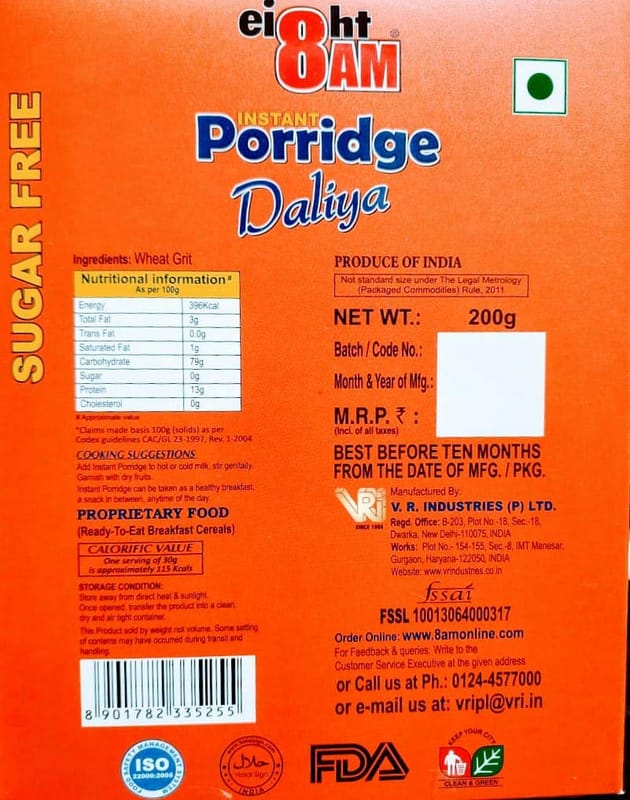 ei8ht
8AM
®
INSTANT
Porridge
Daliya
SUGAR FREE
Ingredients: Wheat Grit
Nutritional information#
As per 100g
Energy 396Kcal
Total Fat 3g
Trans Fat 0.0g
Saturated Fat 1g
Carbohydrate 79g
Sugar 0g
Protein 13g
Cholesterol 0g
# Approximate value
*Claims made basis 100g (solids) as per
Codex guidelines CAC/GL 23-1997, Rev. 1-2004
COOKING SUGGESTIONS
Add Instant Porridge to hot or cold milk, stir genitally.
Garnish with dry fruits.
Instant Porridge can be taken as a healthy breakfast,
a snack in between, anytime of the day.
PROPRIETARY FOOD
(Ready-To-Eat Breakfast Cereals)
CALORIFIC VALUE
One serving of 30g
is approximately 115 Kcals
STORAGE CONDITION:
Store away from direct heat & sunlight.
Once opened, transfer the product into a clean,
dry and air tight container.
This Product sold by weight not volume. Some setting
of contents may have occurred during transit and
handling.
8 901782 335255
PRODUCE OF INDIA
Not standard size under The Legal Metrology
(Packaged Commodities) Rule, 2011
NET WT.: 200g
Batch / Code No.:
Month & Year of Mfg.:
M.R.P. ₹ :
(Incl. of all taxes)
BEST BEFORE TEN MONTHS
FROM THE DATE OF MFG. / PKG.
VRi
SINCE 1986
Manufactured By:
V. R. INDUSTRIES (P) LTD.
Regd. Office: B-203, Plot No.-18, Sec.-18,
Dwarka, New Delhi-110075, INDIA
Works: Plot No.- 154-155, Sec.-8, IMT Manesar,
Gurgaon, Haryana-122050, INDIA
Website: www.vrindustries.co.in
fssai
FSSL 10013064000317
Order Online: www.8amonline.com
For Feedback & queries: Write to the
Customer Service Executive at the given address
or Call us at Ph.: 0124-4577000
or e-mail us at: vripl@vri.in
FOOD SAFETY MANAGEMENT SYSTEM
ISO
22000:2005
حلال
Halal Sign
INDIA
FDA
KEEP YOUR CITY
CLEAN & GREEN